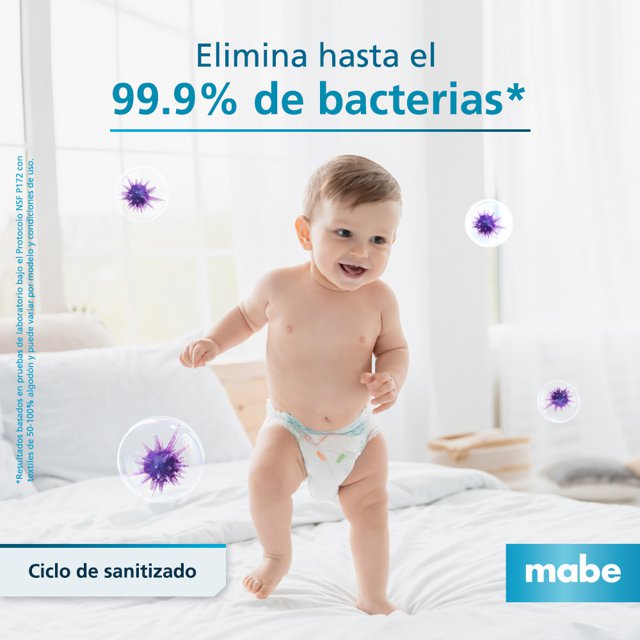 Elimina hasta el
99.9% de bacterias*
*Resultados basados en pruebas de laboratorio bajo el Protocolo NSF P172 con
textiles de 50-100% algodón y puede variar por modelo y condiciones de uso.
Ciclo de sanitizado
mabe